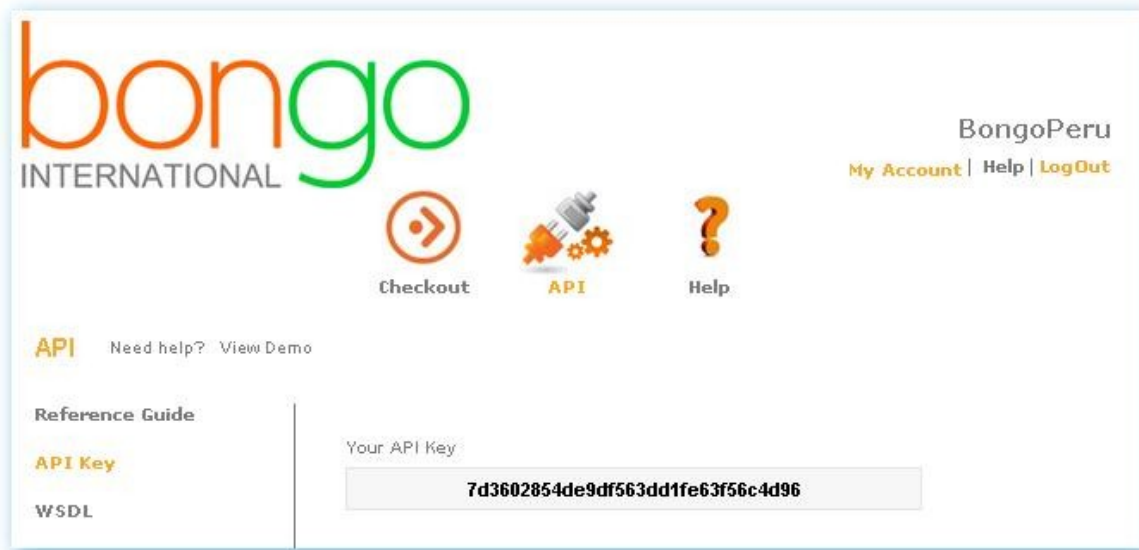 bongo
INTERNATIONAL
BongoPeru
My Account | Help | LogOut
Checkout
API
Help
API Need help? View Demo
Reference Guide
API Key
WSDL
Your API Key
7d3602854de9df563dd1fe63f56c4d96